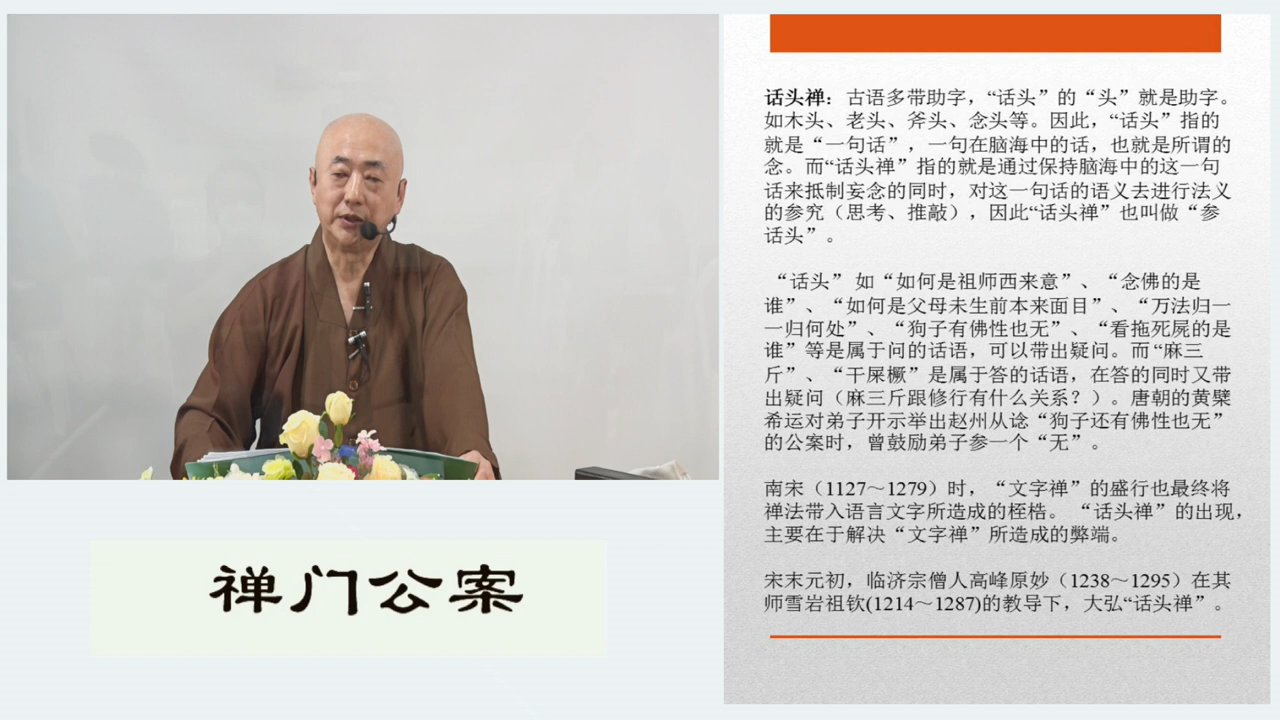 话头禅：古语多带助字，“话头”的“头”就是助字。
如木头、老头、斧头、念头等。因此，“话头”指的
就是“一句话”，一句在脑海中的话，也就是所谓的
念。而“话头禅”指的就是通过保持脑海中的这一句
话来抵制妄念的同时，对这一句话的语义去进行法义
的参究（思考、推敲），因此“话头禅”也叫做“参
话头”。
“话头” 如“如何是祖师西来意”、“念佛的是
谁”、“如何是父母未生前本来面目”、“万法归一
一归何处”、“狗子有佛性也无”、“看拖死屍的是
谁”等是属于问的话语，可以带出疑问。而“麻三
斤”、“干屎橛”是属于答的话语，在答的同时又带
出疑问（麻三斤跟修行有什么关系？）。唐朝的黄檗
希运对弟子开示举出赵州从谂“狗子还有佛性也无”
的公案时，曾鼓励弟子参一个“无”。
南宋（1127～1279）时，“文字禅”的盛行也最终将
禅法带入语言文字所造成的桎梏。 “话头禅”的出现，
主要在于解决“文字禅”所造成的弊端。
宋末元初，临济宗僧人高峰原妙（1238～1295）在其
师雪岩祖钦(1214～1287)的教导下，大弘“话头禅”。
禅门公案